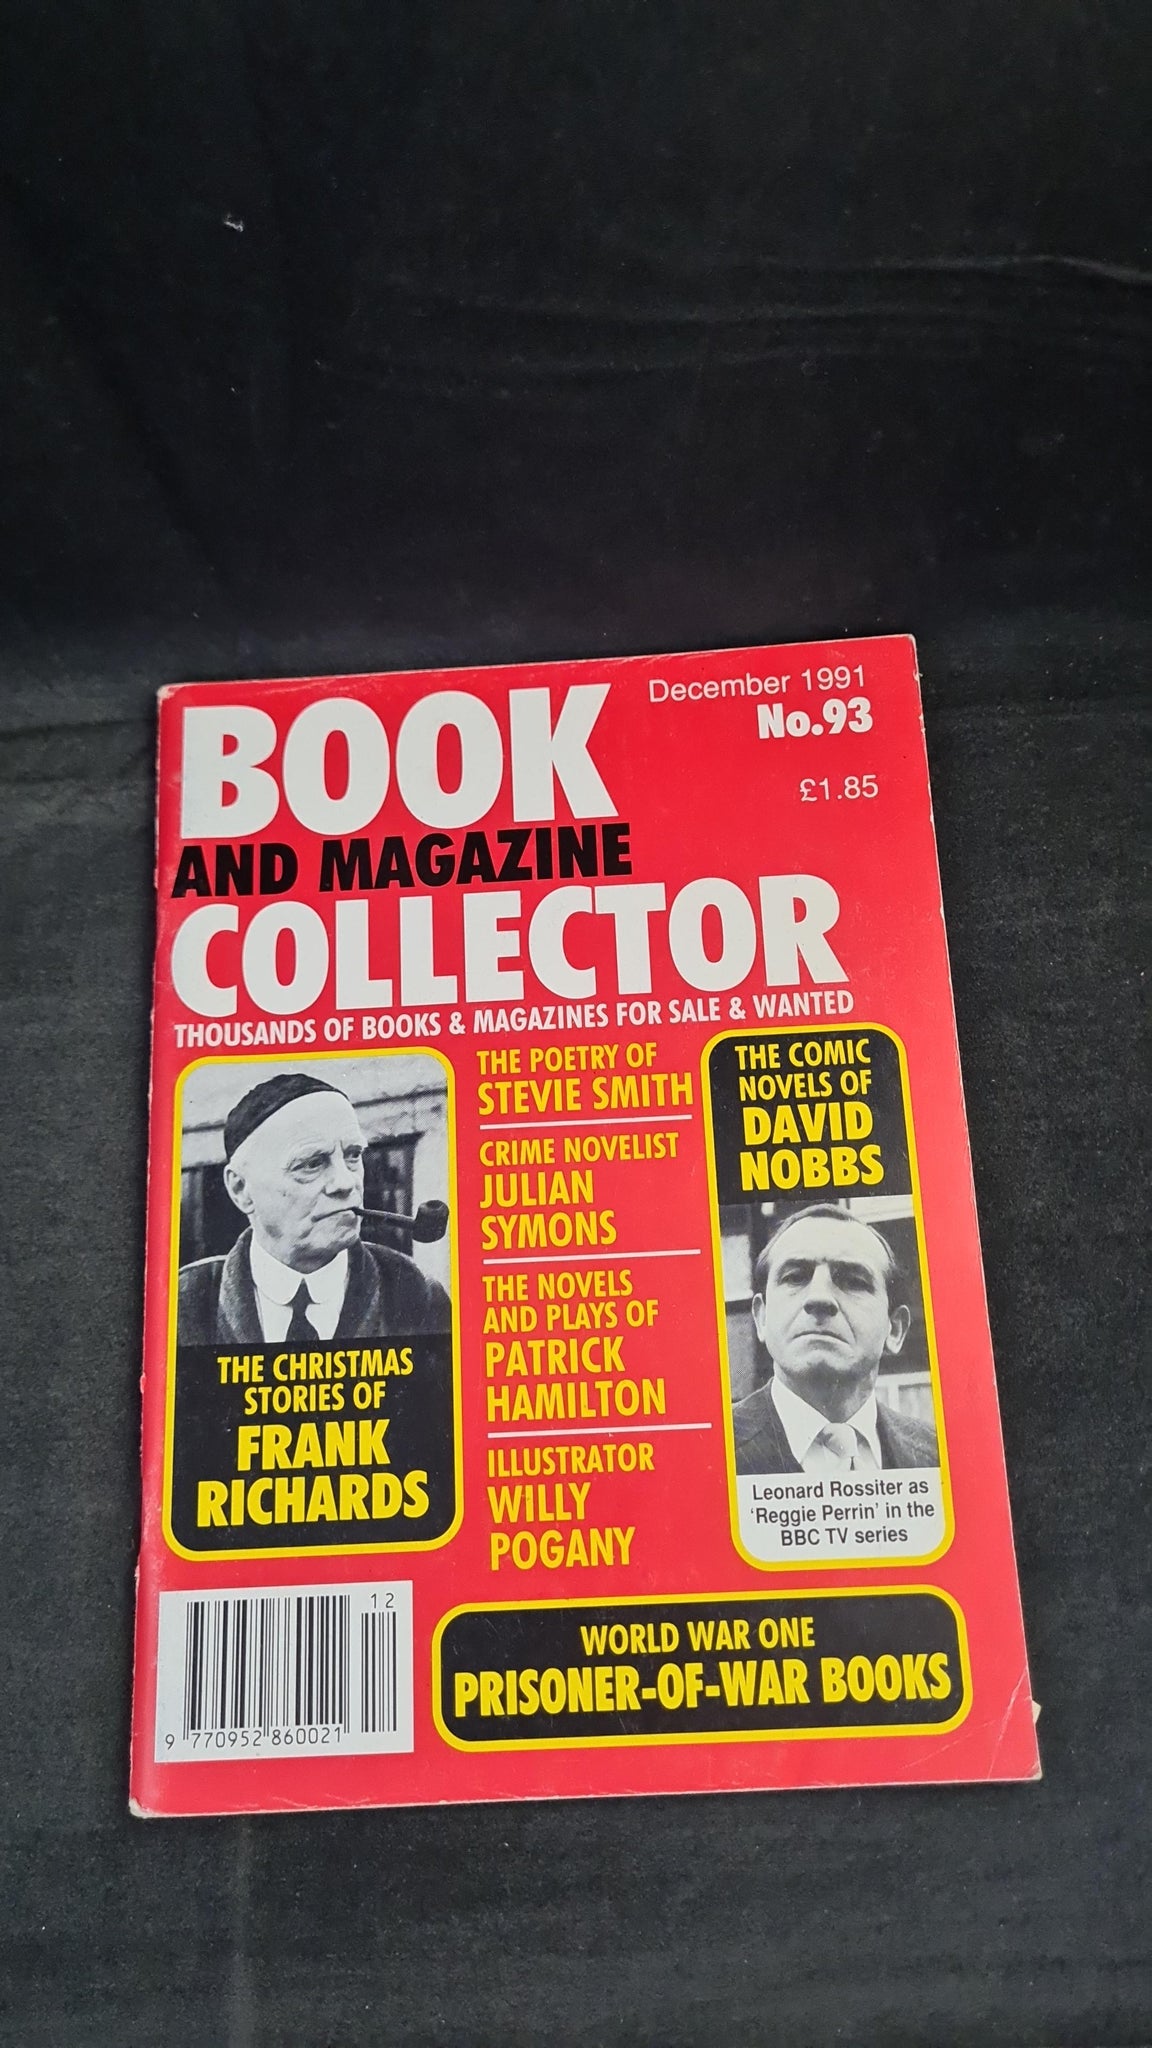 BOOK
AND MAGAZINE
COLLECTOR
December 1991
No.93
£1.85
THOUSANDS OF BOOKS & MAGAZINES FOR SALE & WANTED
THE CHRISTMAS
STORIES OF
FRANK
RICHARDS
THE POETRY OF
STEVIE SMITH
CRIME NOVELIST
JULIAN
SYMONS
THE NOVELS
AND PLAYS OF
PATRICK
HAMILTON
ILLUSTRATOR
WILLY
POGANY
THE COMIC
NOVELS OF
DAVID
NOBBS
Leonard Rossiter as
'Reggie Perrin' in the
BBC TV series
WORLD WAR ONE
PRISONER-OF-WAR BOOKS
12
9 770952 860021